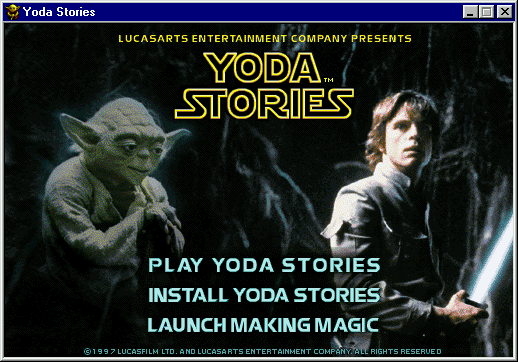 Yoda Stories
LUCASARTS ENTERTAINMENT COMPANY PRESENTS
YODA™
STORIES
PLAY YODA STORIES
INSTALL YODA STORIES
LAUNCH MAKING MAGIC
©1997 LUCASFILM LTD. AND LUCASARTS ENTERTAINMENT COMPANY. ALL RIGHTS RESERVED